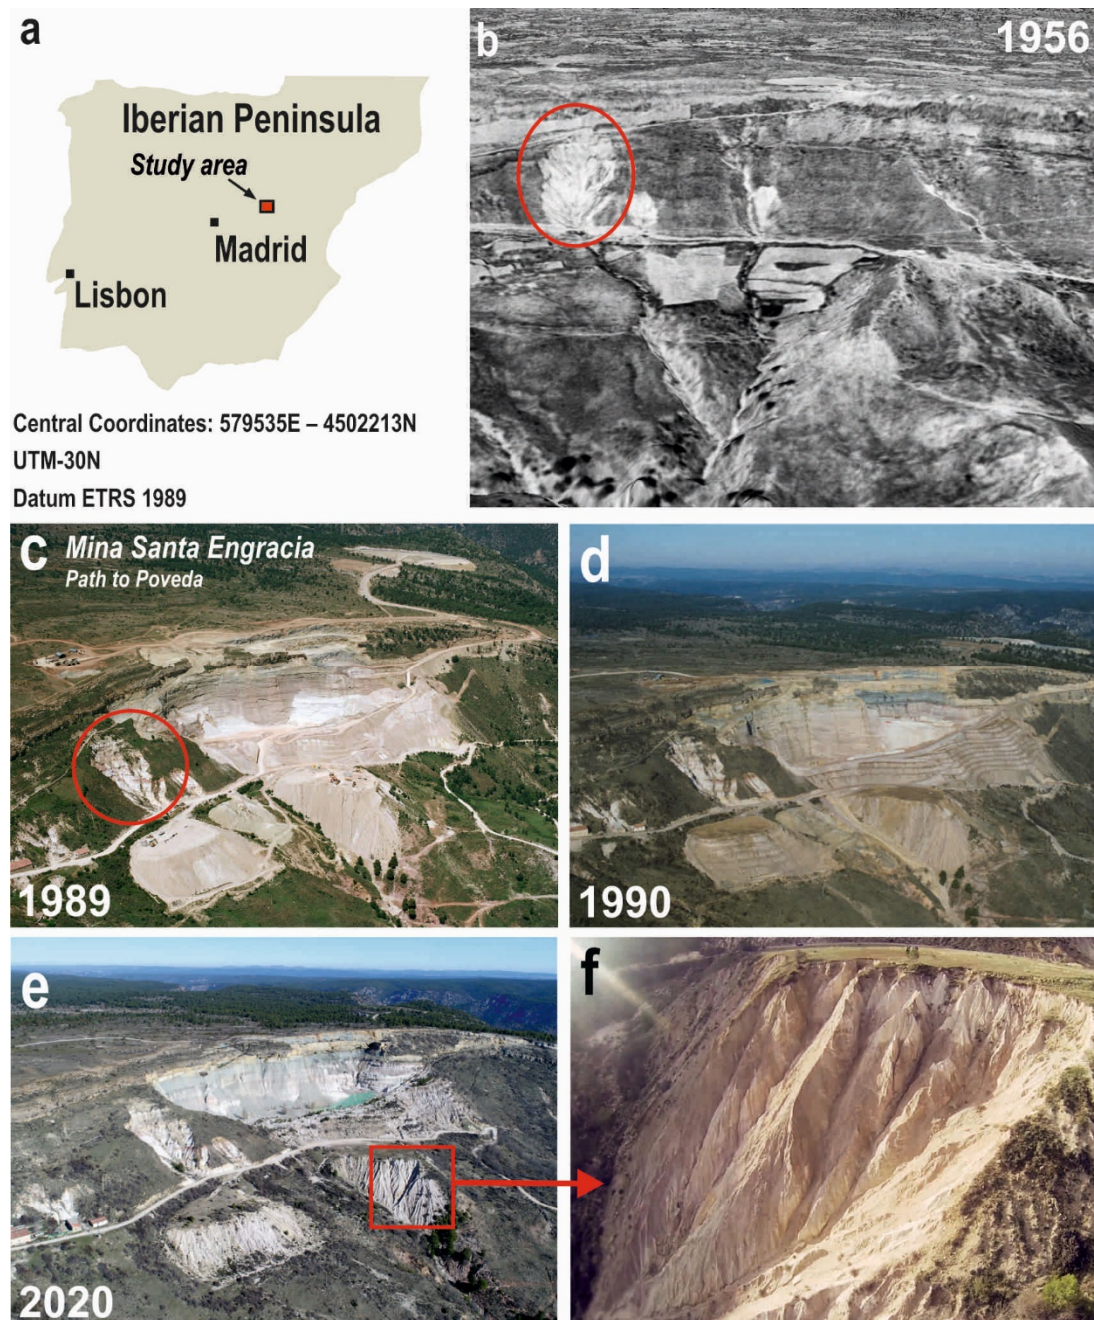 a
Iberian Peninsula
Study area
Madrid
Lisbon
Central Coordinates: 579535E – 4502213N
UTM-30N
Datum ETRS 1989
b
1956
c
Mina Santa Engracia
Path to Poveda
1989
d
1990
e
2020
f